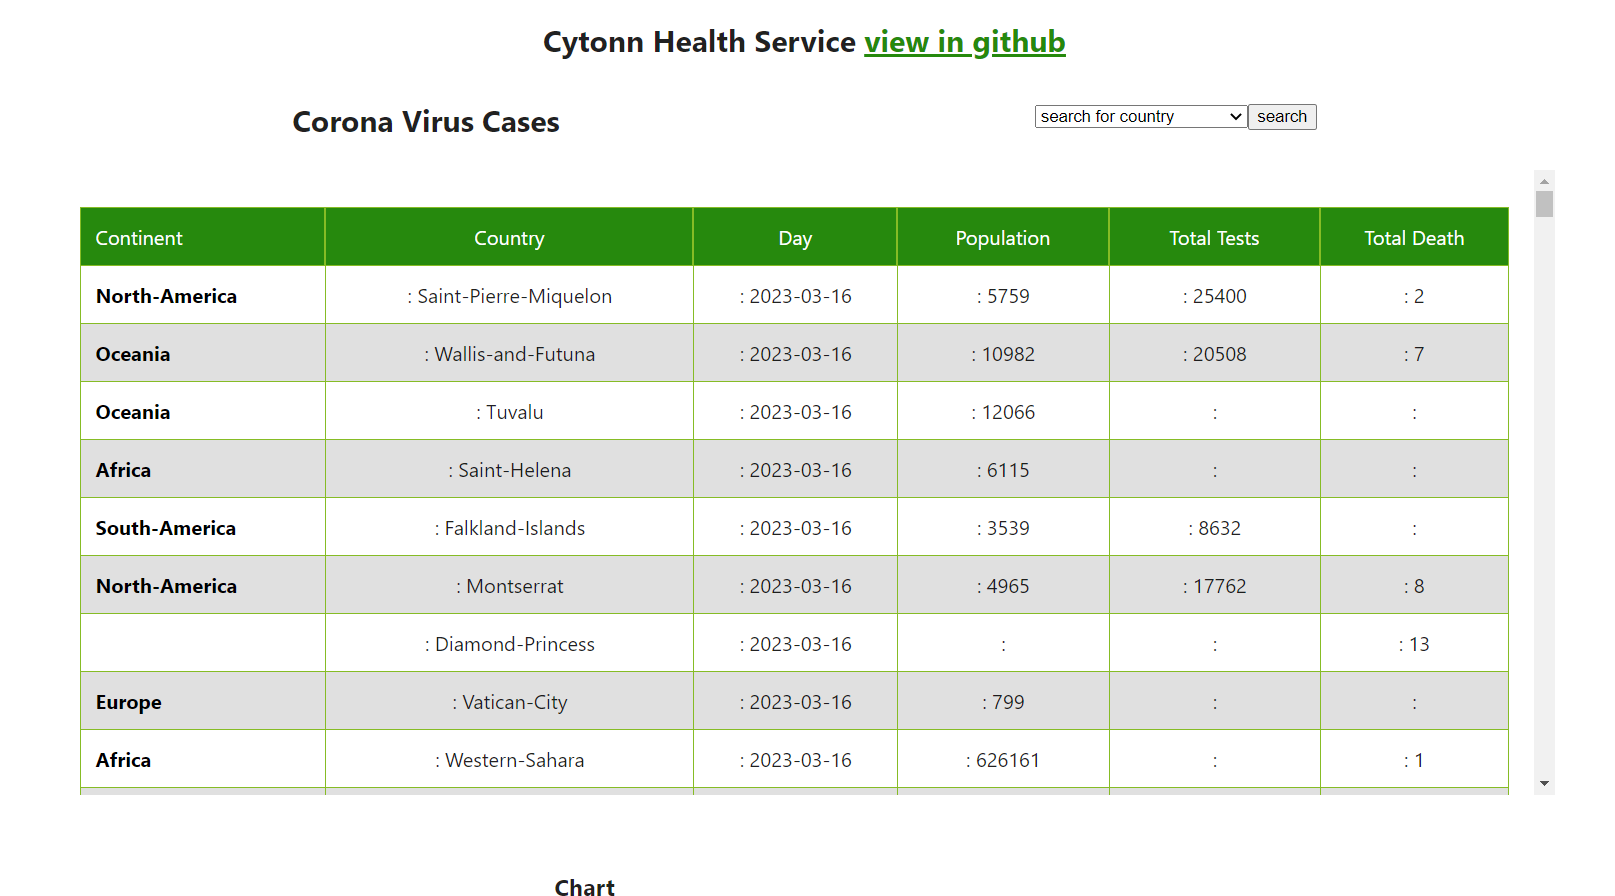 Cytonn Health Service view in github
Corona Virus Cases
search for country search
Continent Country Day Population Total Tests Total Death
North-America : Saint-Pierre-Miquelon : 2023-03-16 : 5759 : 25400 : 2
Oceania : Wallis-and-Futuna : 2023-03-16 : 10982 : 20508 : 7
Oceania : Tuvalu : 2023-03-16 : 12066 : :
Africa : Saint-Helena : 2023-03-16 : 6115 : :
South-America : Falkland-Islands : 2023-03-16 : 3539 : 8632 :
North-America : Montserrat : 2023-03-16 : 4965 : 17762 : 8
: Diamond-Princess : 2023-03-16 : : : 13
Europe : Vatican-City : 2023-03-16 : 799 : :
Africa : Western-Sahara : 2023-03-16 : 626161 : : 1
Chart